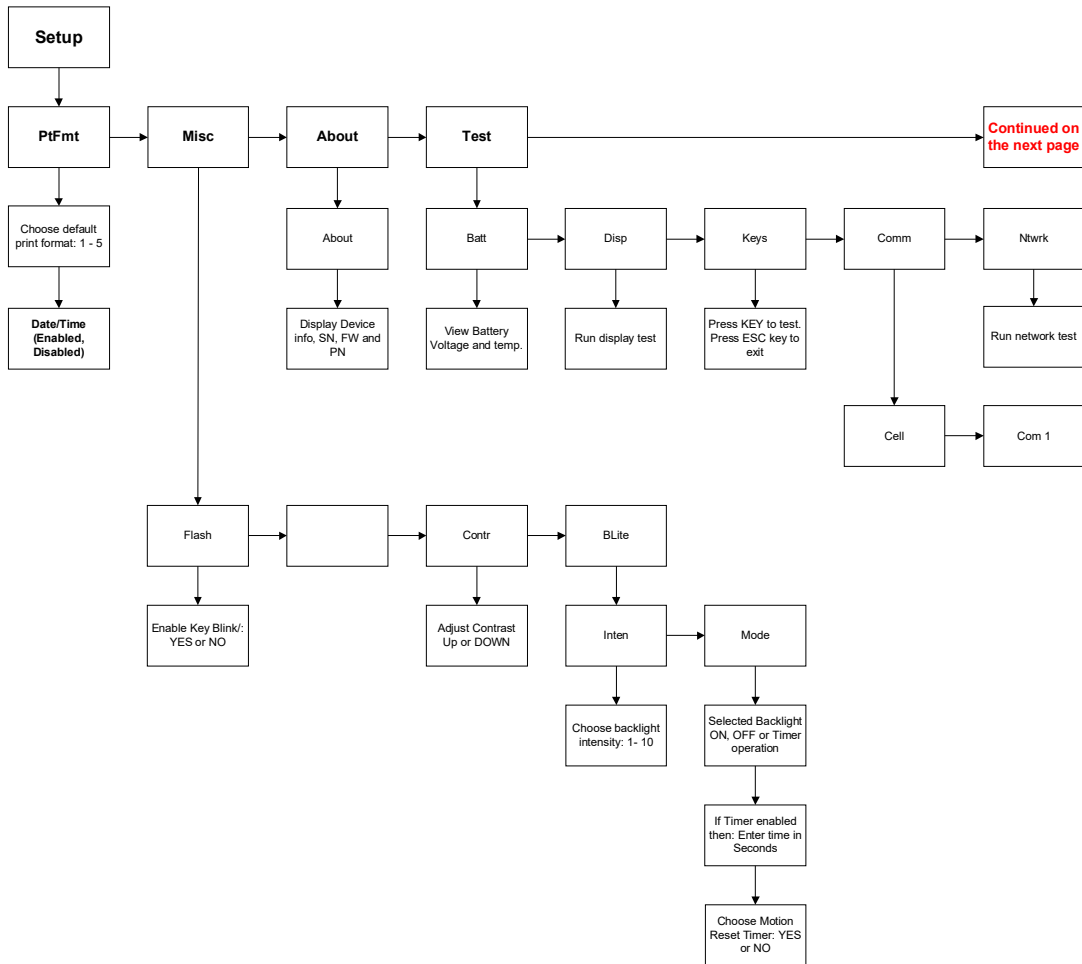 Setup
PtFmt
Misc
About
Test
Continued on
the next page
Choose default
print format: 1 - 5
About
Batt
Disp
Keys
Comm
Ntwrk
Date/Time
(Enabled,
Disabled)
Display Device
info, SN, FW and
PN
View Battery
Voltage and temp.
Run display test
Press KEY to test.
Press ESC key to
exit
Run network test
Cell
Com 1
Flash
Contr
BLite
Enable Key Blink/:
YES or NO
Adjust Contrast
Up or DOWN
Inten
Mode
Choose backlight
intensity: 1- 10
Selected Backlight
ON, OFF or Timer
operation
If Timer enabled
then: Enter time in
Seconds
Choose Motion
Reset Timer: YES
or NO